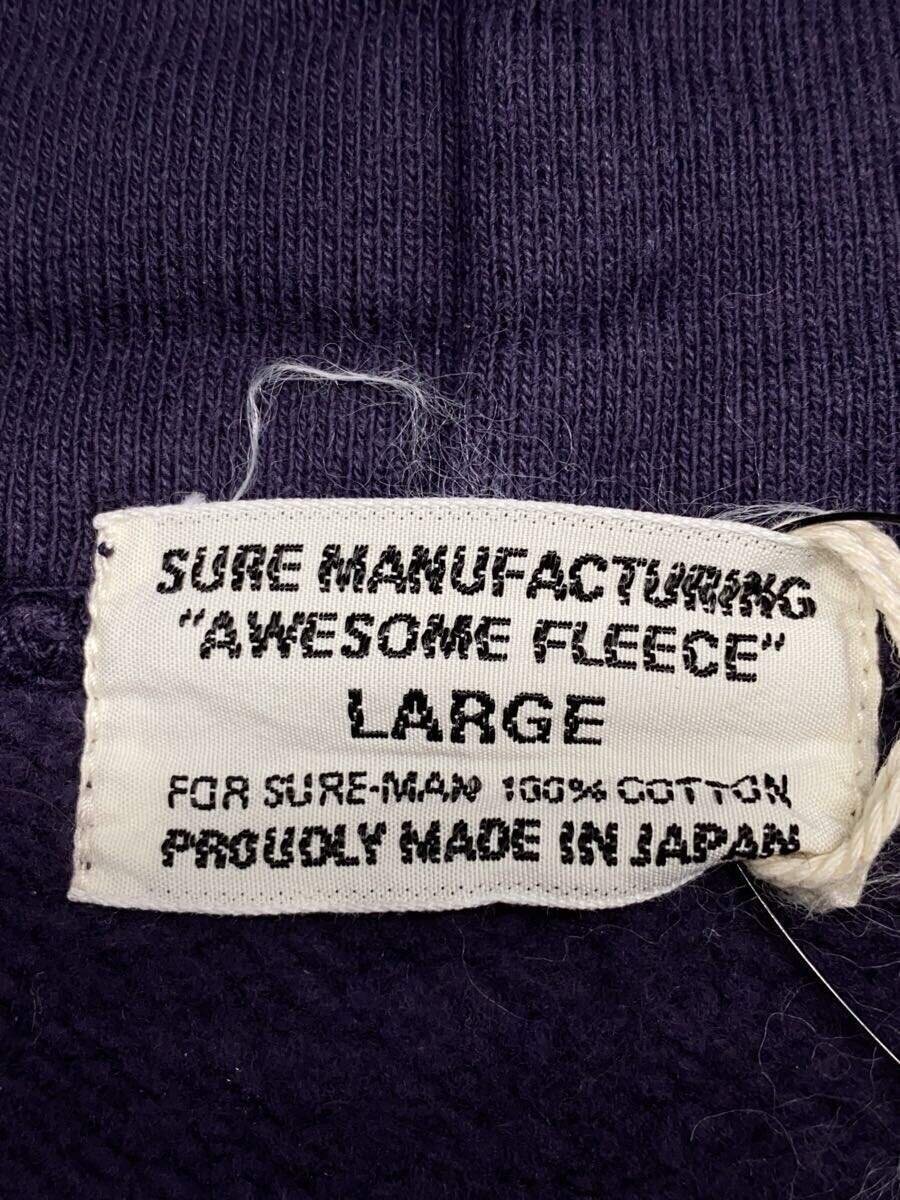 SURE MANUFACTURING
"AWESOME FLEECE"
LARGE
FOR SURE-MAN 100% COTTON
PROUDLY MADE IN JAPAN